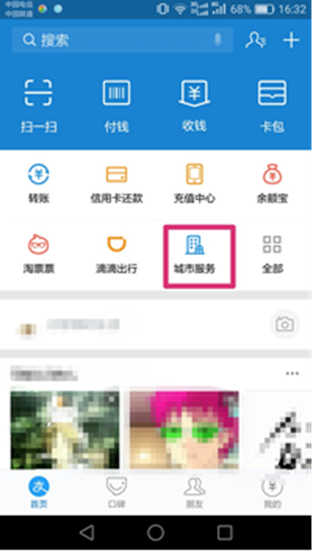 中国电信
中国联通
68% 16:32
搜索
扫一扫 付钱 收钱 卡包
转账 信用卡还款 充值中心 余额宝
淘票票 滴滴出行 城市服务 全部
首页 口碑 朋友 我的